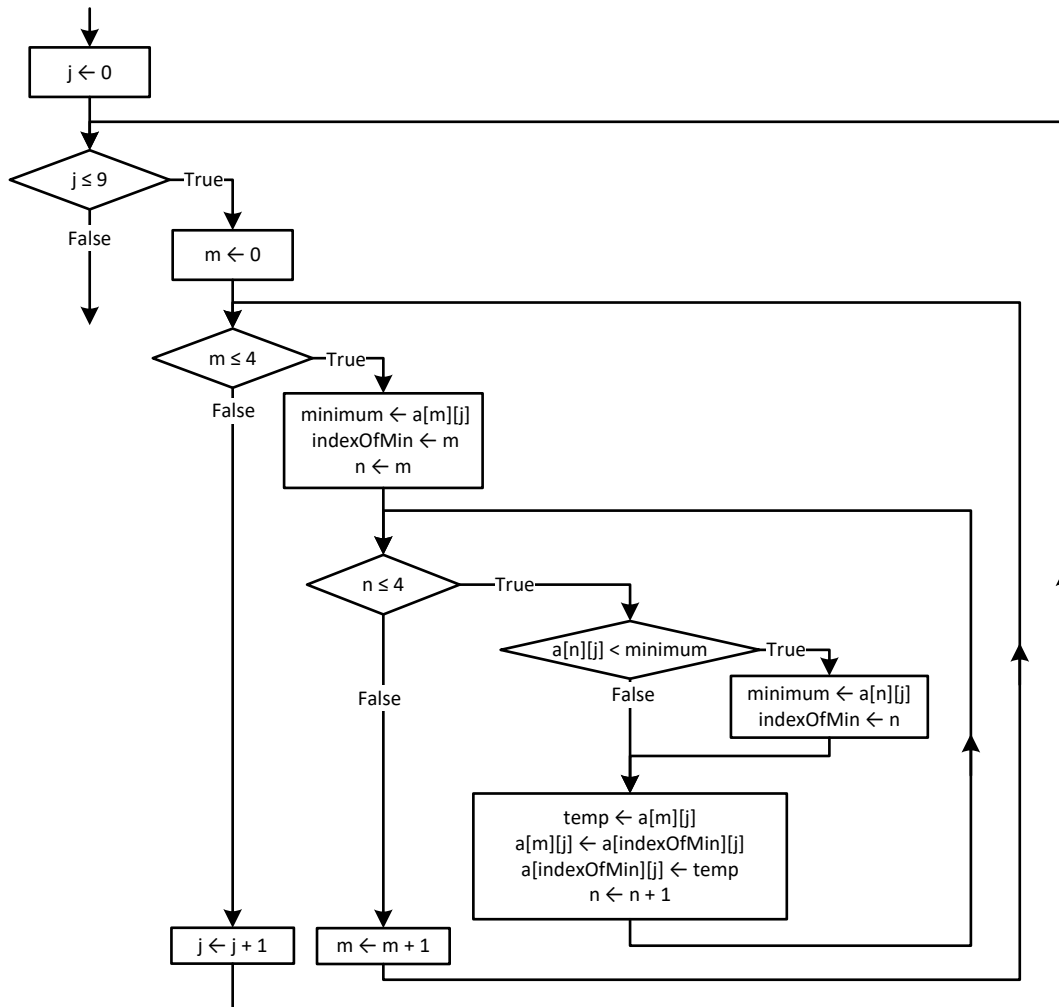 j ← 0
j ≤ 9
True
False
m ← 0
m ≤ 4
True
False
minimum ← a[m][j]
indexOfMin ← m
n ← m
n ≤ 4
True
False
a[n][j] < minimum
True
False
minimum ← a[n][j]
indexOfMin ← n
temp ← a[m][j]
a[m][j] ← a[indexOfMin][j]
a[indexOfMin][j] ← temp
n ← n + 1
j ← j + 1
m ← m + 1